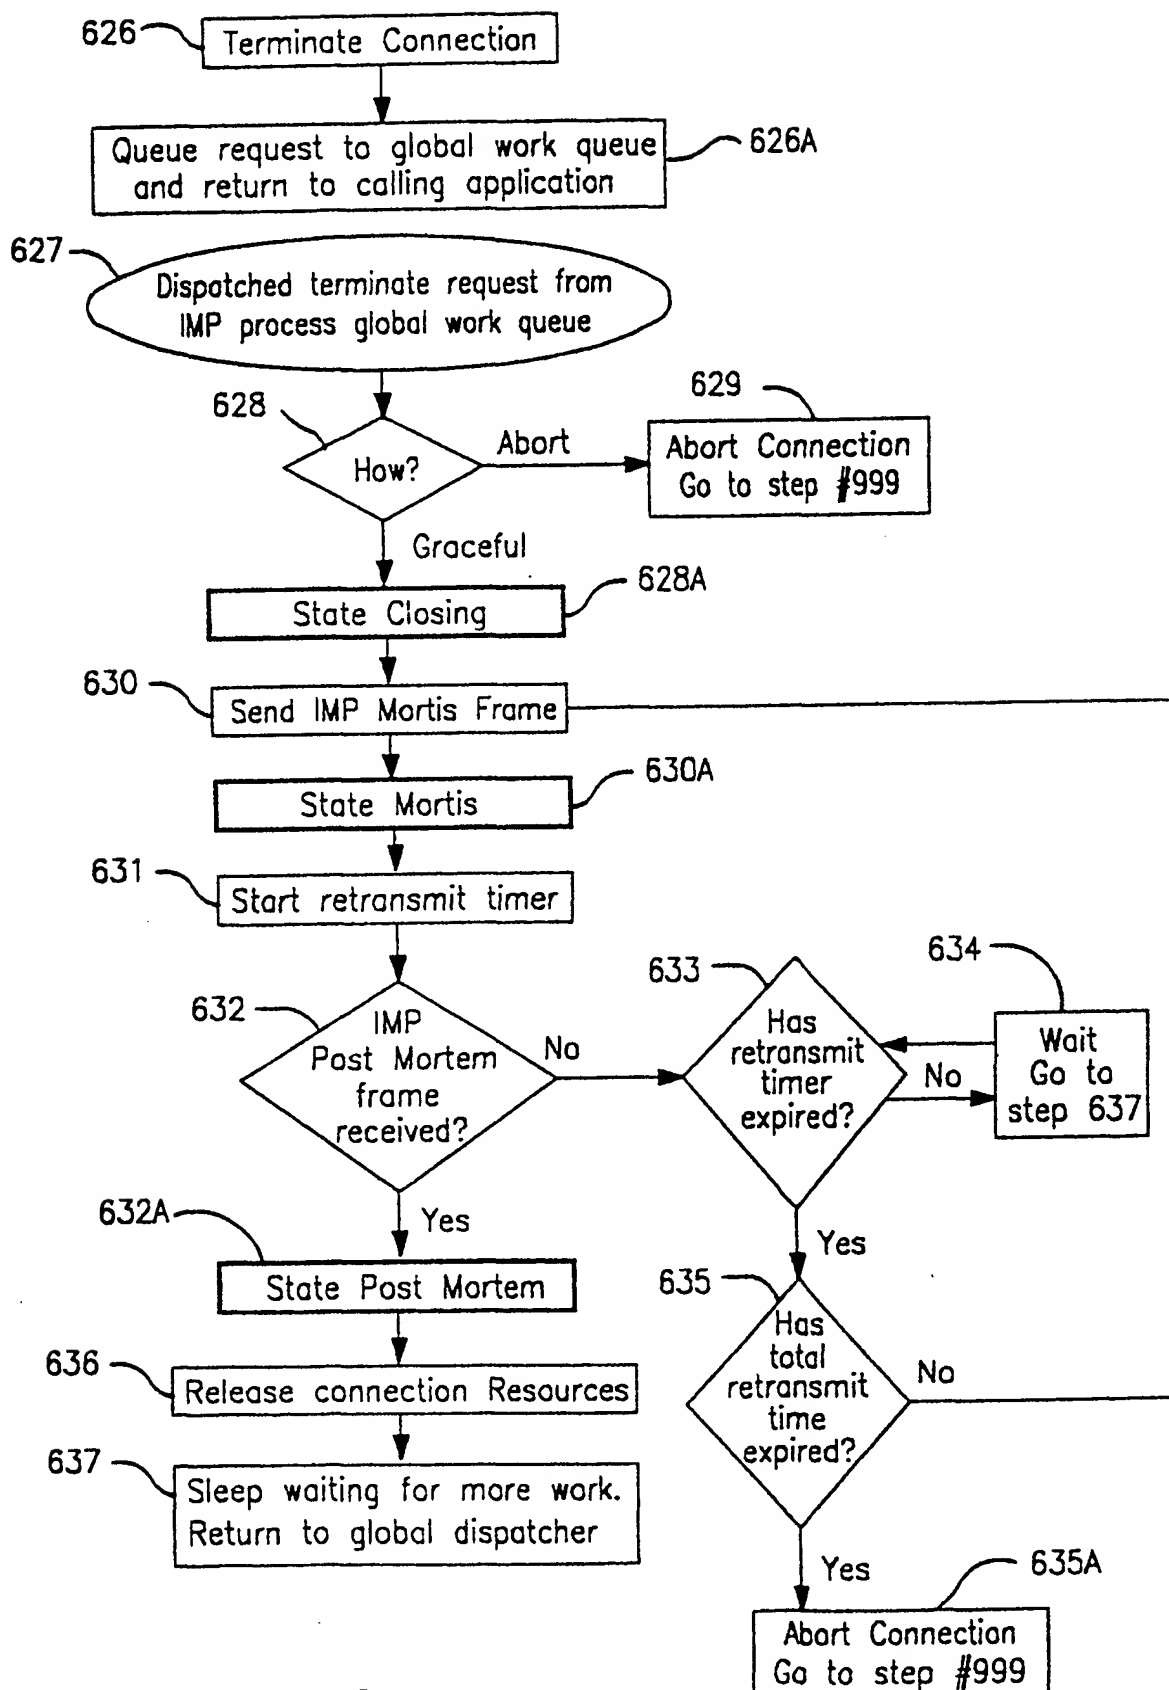 626
Terminate Connection
Queue request to global work queue
and return to calling application
626A
627
Dispatched terminate request from
IMP process global work queue
628
How?
Abort
629
Abort Connection
Go to step #999
Graceful
628A
State Closing
630
Send IMP Mortis Frame
630A
State Mortis
631
Start retransmit timer
632
IMP
Post Mortem
frame
received?
No
633
Has
retransmit
timer
expired?
No
634
Wait
Go to
step 637
Yes
632A
State Post Mortem
Yes
635
Has
total
retransmit
time
expired?
No
636
Release connection Resources
637
Sleep waiting for more work.
Return to global dispatcher
Yes
635A
Abort Connection
Go to step #999